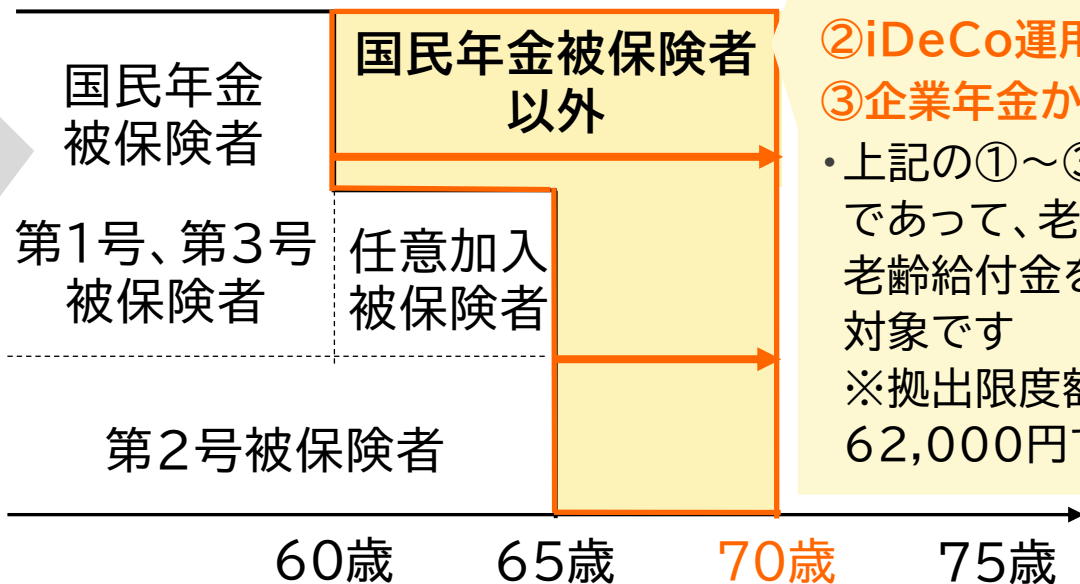 国民年金
被保険者
国民年金被保険者
以外
第1号、第3号
被保険者
任意加入
被保険者
第2号被保険者
60歳
65歳
70歳
75歳
②iDeCo運用
③企業年金か
・上記の①～③
であって、老
老齢給付金を
対象です
※拠出限度額
62,000円